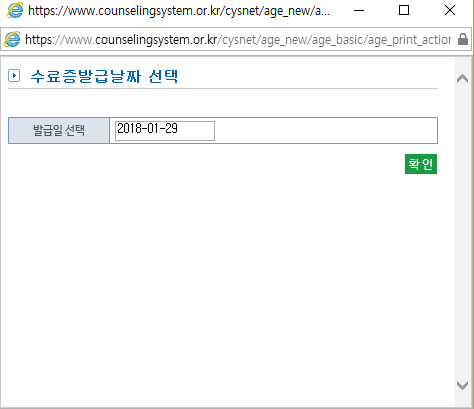 https://www.counselingsystem.or.kr/cysnet/age_new/a...
https://www.counselingsystem.or.kr/cysnet/age_new/age_basic/age_print_action
수료증발급날짜 선택
발급일 선택 2018-01-29
확인